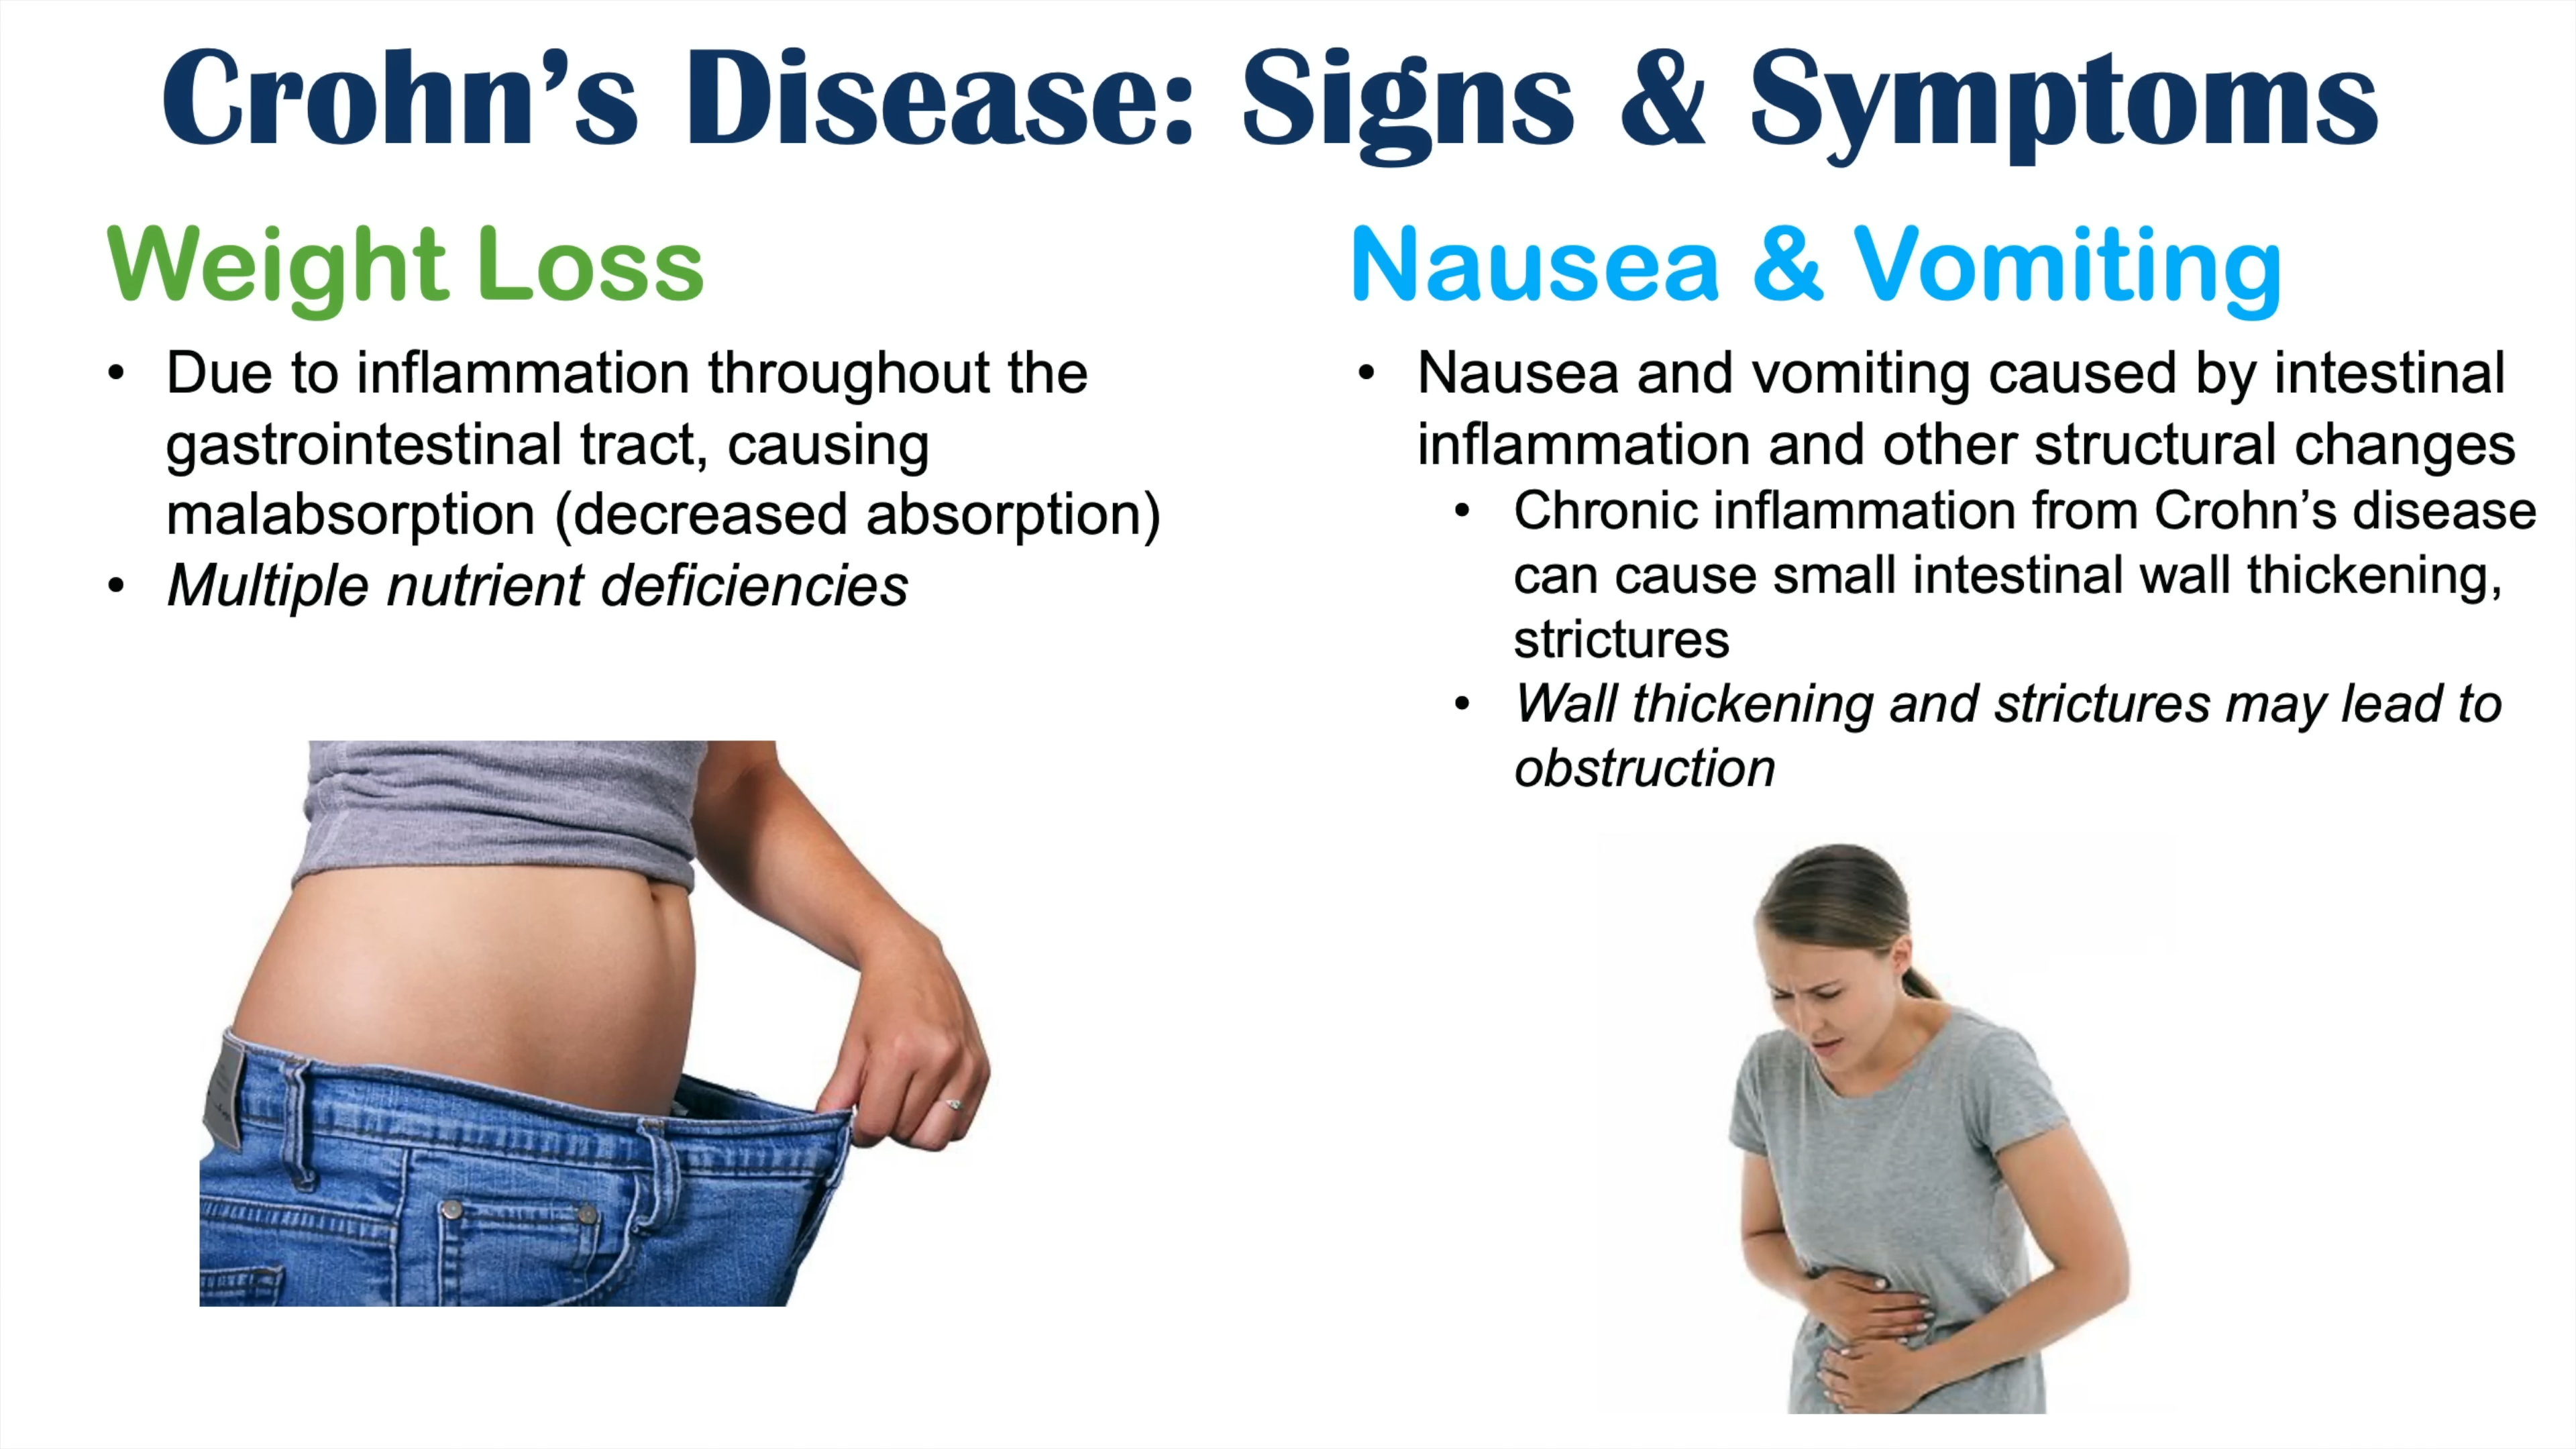 Crohn’s Disease: Signs & Symptoms
Weight Loss
• Due to inflammation throughout the
gastrointestinal tract, causing
malabsorption (decreased absorption)
• Multiple nutrient deficiencies
Nausea & Vomiting
• Nausea and vomiting caused by intestinal
inflammation and other structural changes
• Chronic inflammation from Crohn’s disease
can cause small intestinal wall thickening,
strictures
• Wall thickening and strictures may lead to
obstruction